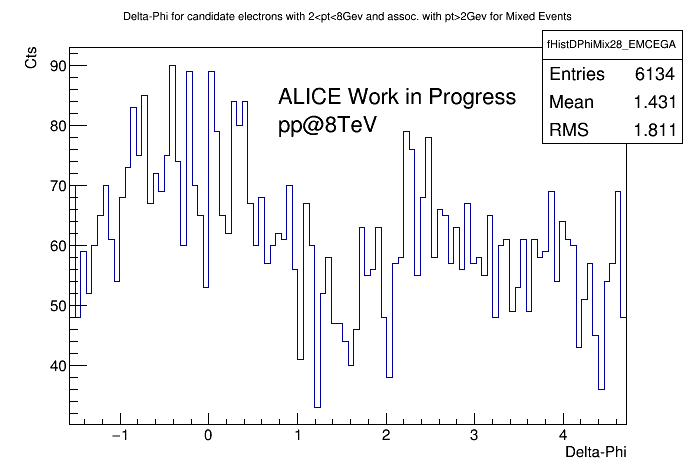 Delta-Phi for candidate electrons with 2<pt<8Gev and assoc. with pt>2Gev for Mixed Events
fHistDPhiMix28_EMCEGA
Entries 6134
Mean 1.431
RMS 1.811
Cts
ALICE Work in Progress
pp@8TeV
90
80
70
60
50
40
−1 0 1 2 3 4
Delta-Phi